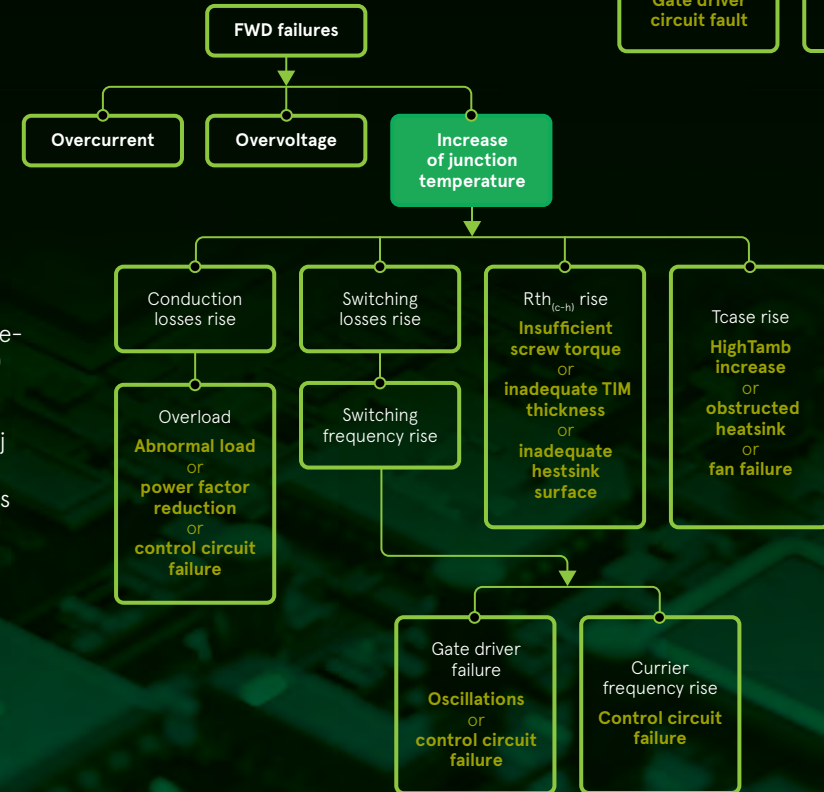 Gate driver
circuit fault
FWD failures
Overcurrent
Overvoltage
Increase
of junction
temperature
Conduction
losses rise
Switching
losses rise
Rth(c-h) rise
Insufficient
screw torque
or
inadequate TIM
thickness
or
inadequate
hestsink
surface
Tcase rise
HighTamb
increase
or
obstructed
heatsink
or
fan failure
Overload
Abnormal load
or
power factor
reduction
or
control circuit
failure
Switching
frequency rise
e-
j
s
Gate driver
failure
Oscillations
or
control circuit
failure
Currier
frequency rise
Control circuit
failure